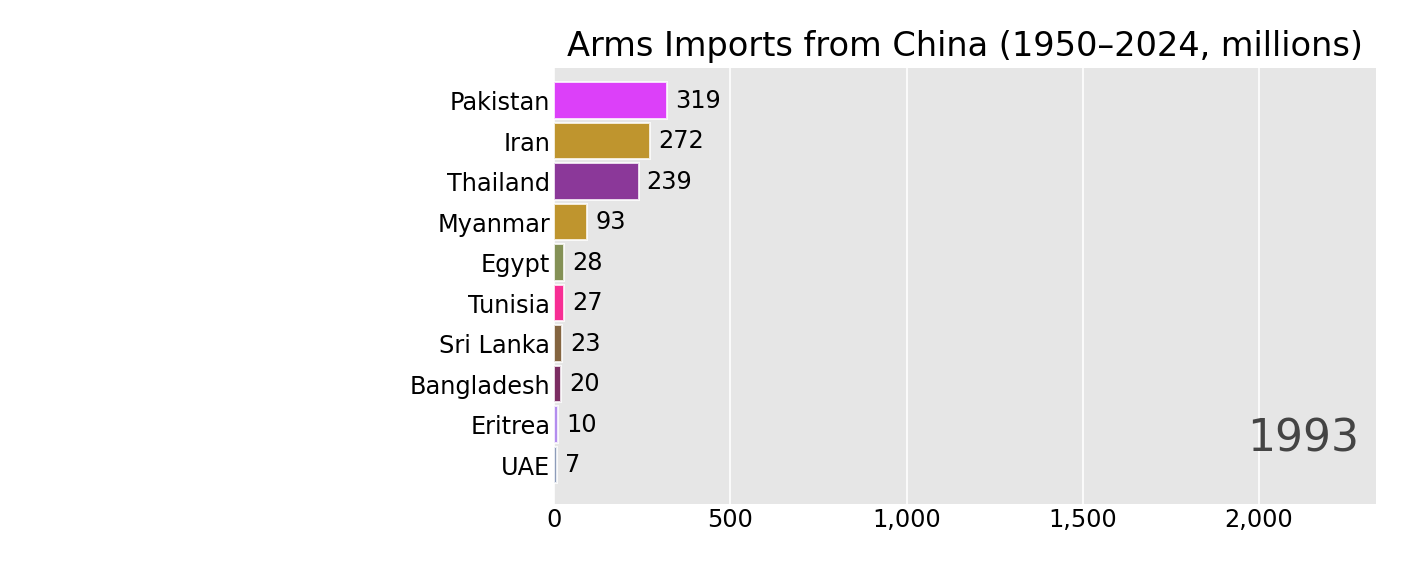 Arms Imports from China (1950–2024, millions)
Pakistan 319
Iran 272
Thailand 239
Myanmar 93
Egypt 28
Tunisia 27
Sri Lanka 23
Bangladesh 20
Eritrea 10
1993
UAE 7
0 500 1,000 1,500 2,000